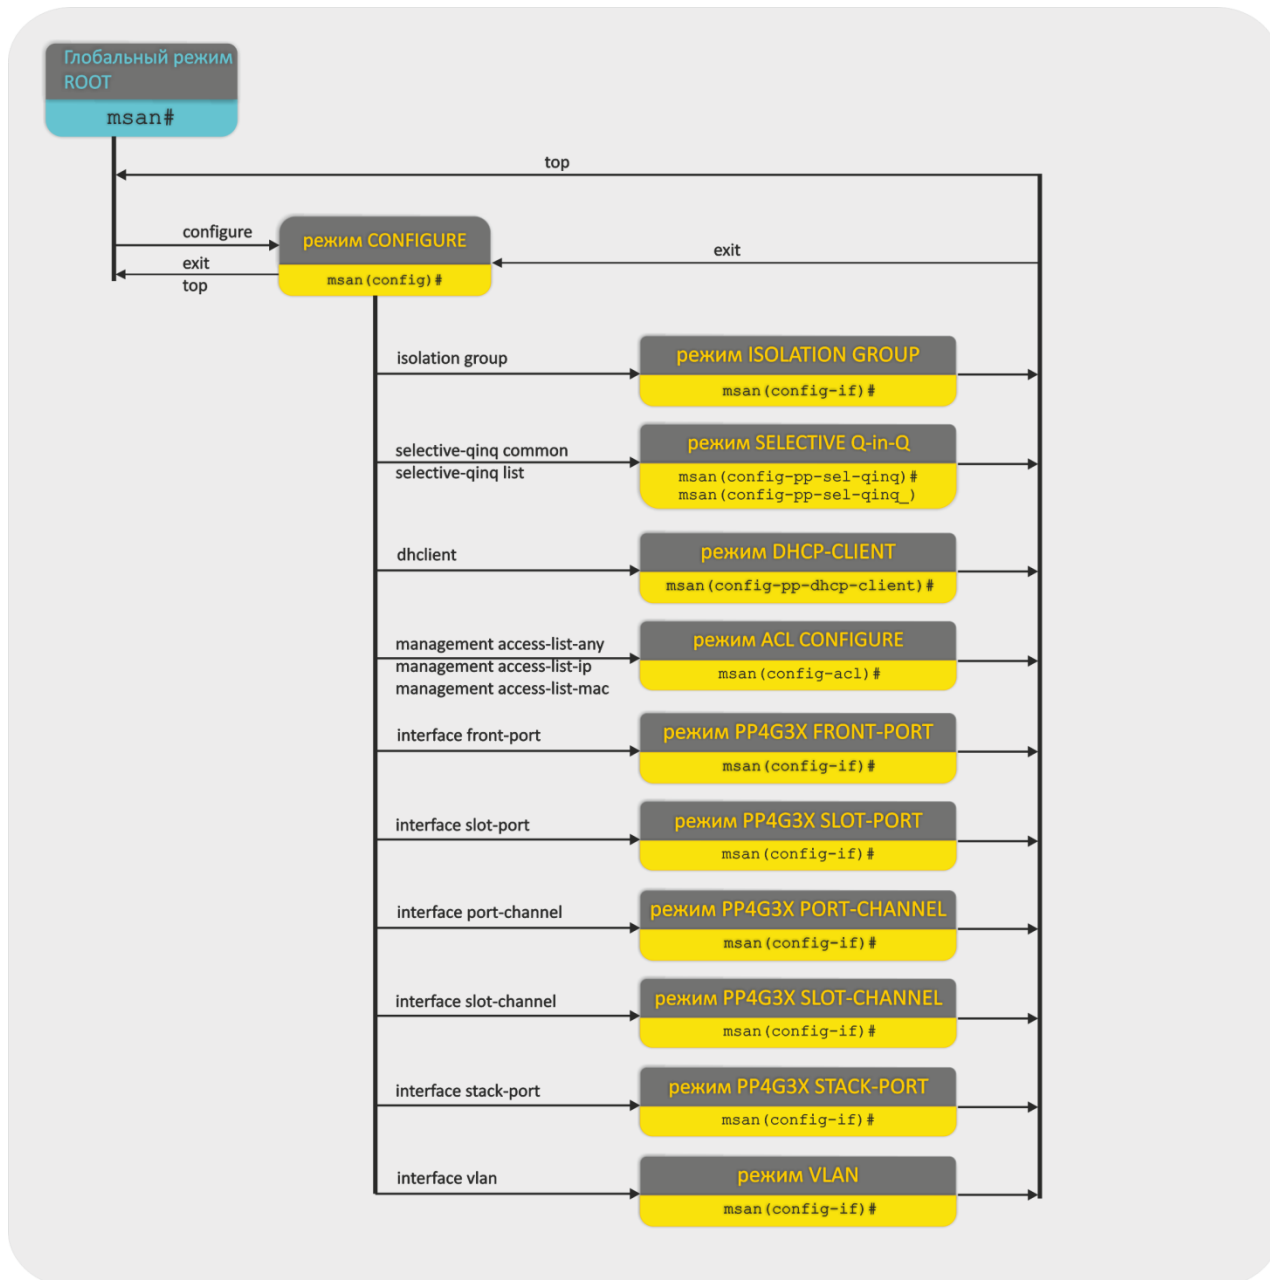 Глобальный режим
ROOT
msan#
top
configure
режим CONFIGURE
exit
exit
msan(config)#
top
isolation group
режим ISOLATION GROUP
msan(config-if)#
selective-qinq common
selective-qinq list
режим SELECTIVE Q-in-Q
msan(config-pp-sel-qinq)#
msan(config-pp-sel-qinq_)
dhclient
режим DHCP-CLIENT
msan(config-pp-dhcp-client)#
management access-list-any
management access-list-ip
management access-list-mac
режим ACL CONFIGURE
msan(config-acl)#
interface front-port
режим PP4G3X FRONT-PORT
msan(config-if)#
interface slot-port
режим PP4G3X SLOT-PORT
msan(config-if)#
interface port-channel
режим PP4G3X PORT-CHANNEL
msan(config-if)#
interface slot-channel
режим PP4G3X SLOT-CHANNEL
msan(config-if)#
interface stack-port
режим PP4G3X STACK-PORT
msan(config-if)#
interface vlan
режим VLAN
msan(config-if)#